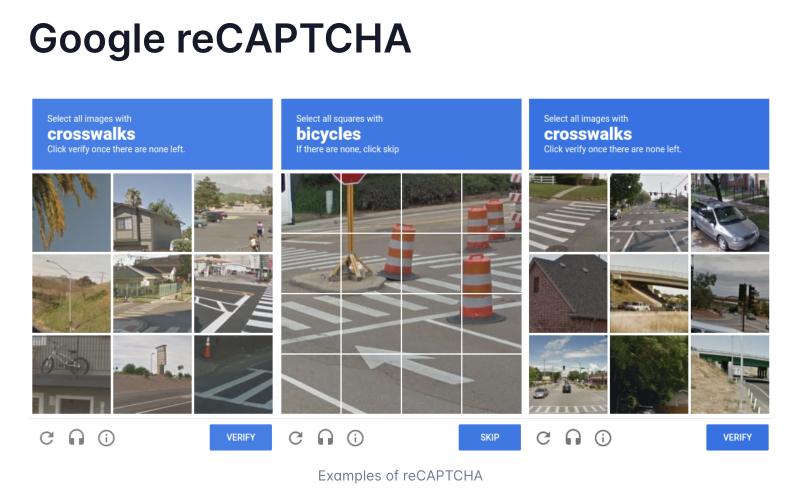 Google reCAPTCHA
Select all images with
crosswalks
Click verify once there are none left.
Select all squares with
bicycles
If there are none, click skip
Select all images with
crosswalks
Click verify once there are none left.
VERIFY
SKIP
VERIFY
Examples of reCAPTCHA